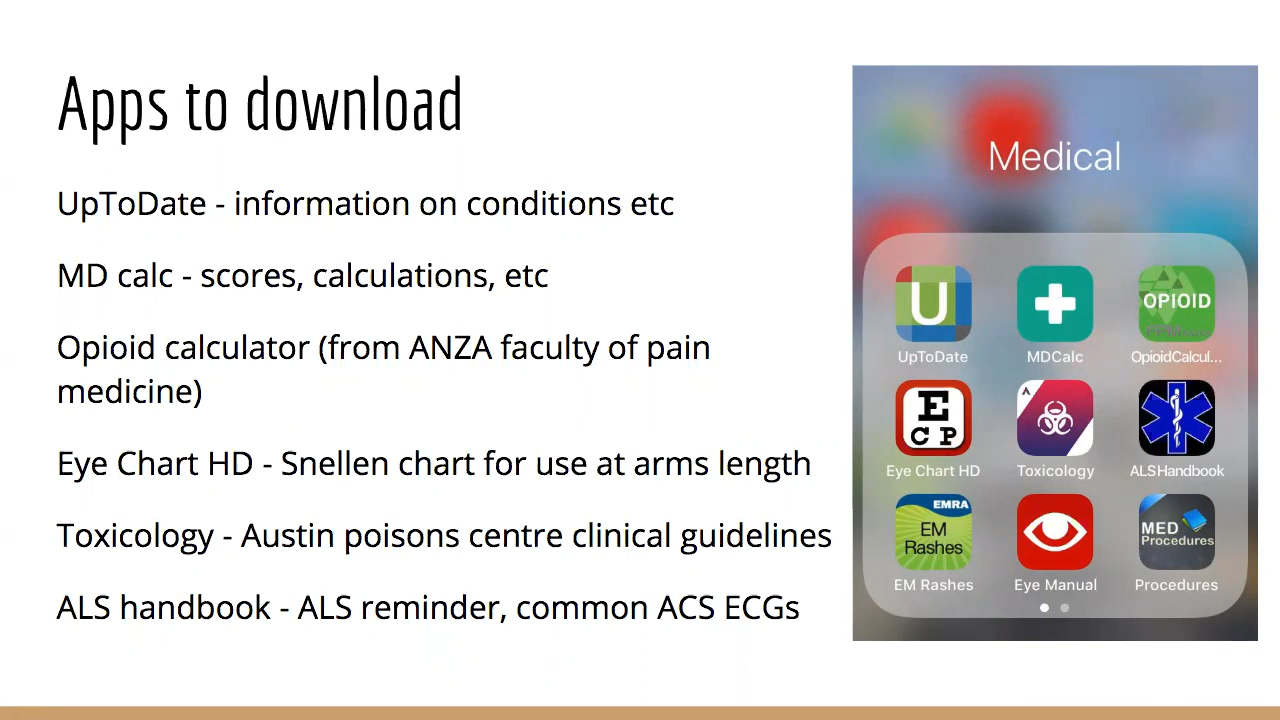 Apps to download
UpToDate - information on conditions etc
MD calc - scores, calculations, etc
Opioid calculator (from ANZA faculty of pain
medicine)
Eye Chart HD - Snellen chart for use at arms length
Toxicology - Austin poisons centre clinical guidelines
ALS handbook - ALS reminder, common ACS ECGs
Medical
U
OPIOID
UpToDate
MDCalc
OpioidCalcul...
E
C P
A
Eye Chart HD
Toxicology
ALSHandbook
EMRA
EM
Rashes
MED
Procedures
EM Rashes
Eye Manual
Procedures